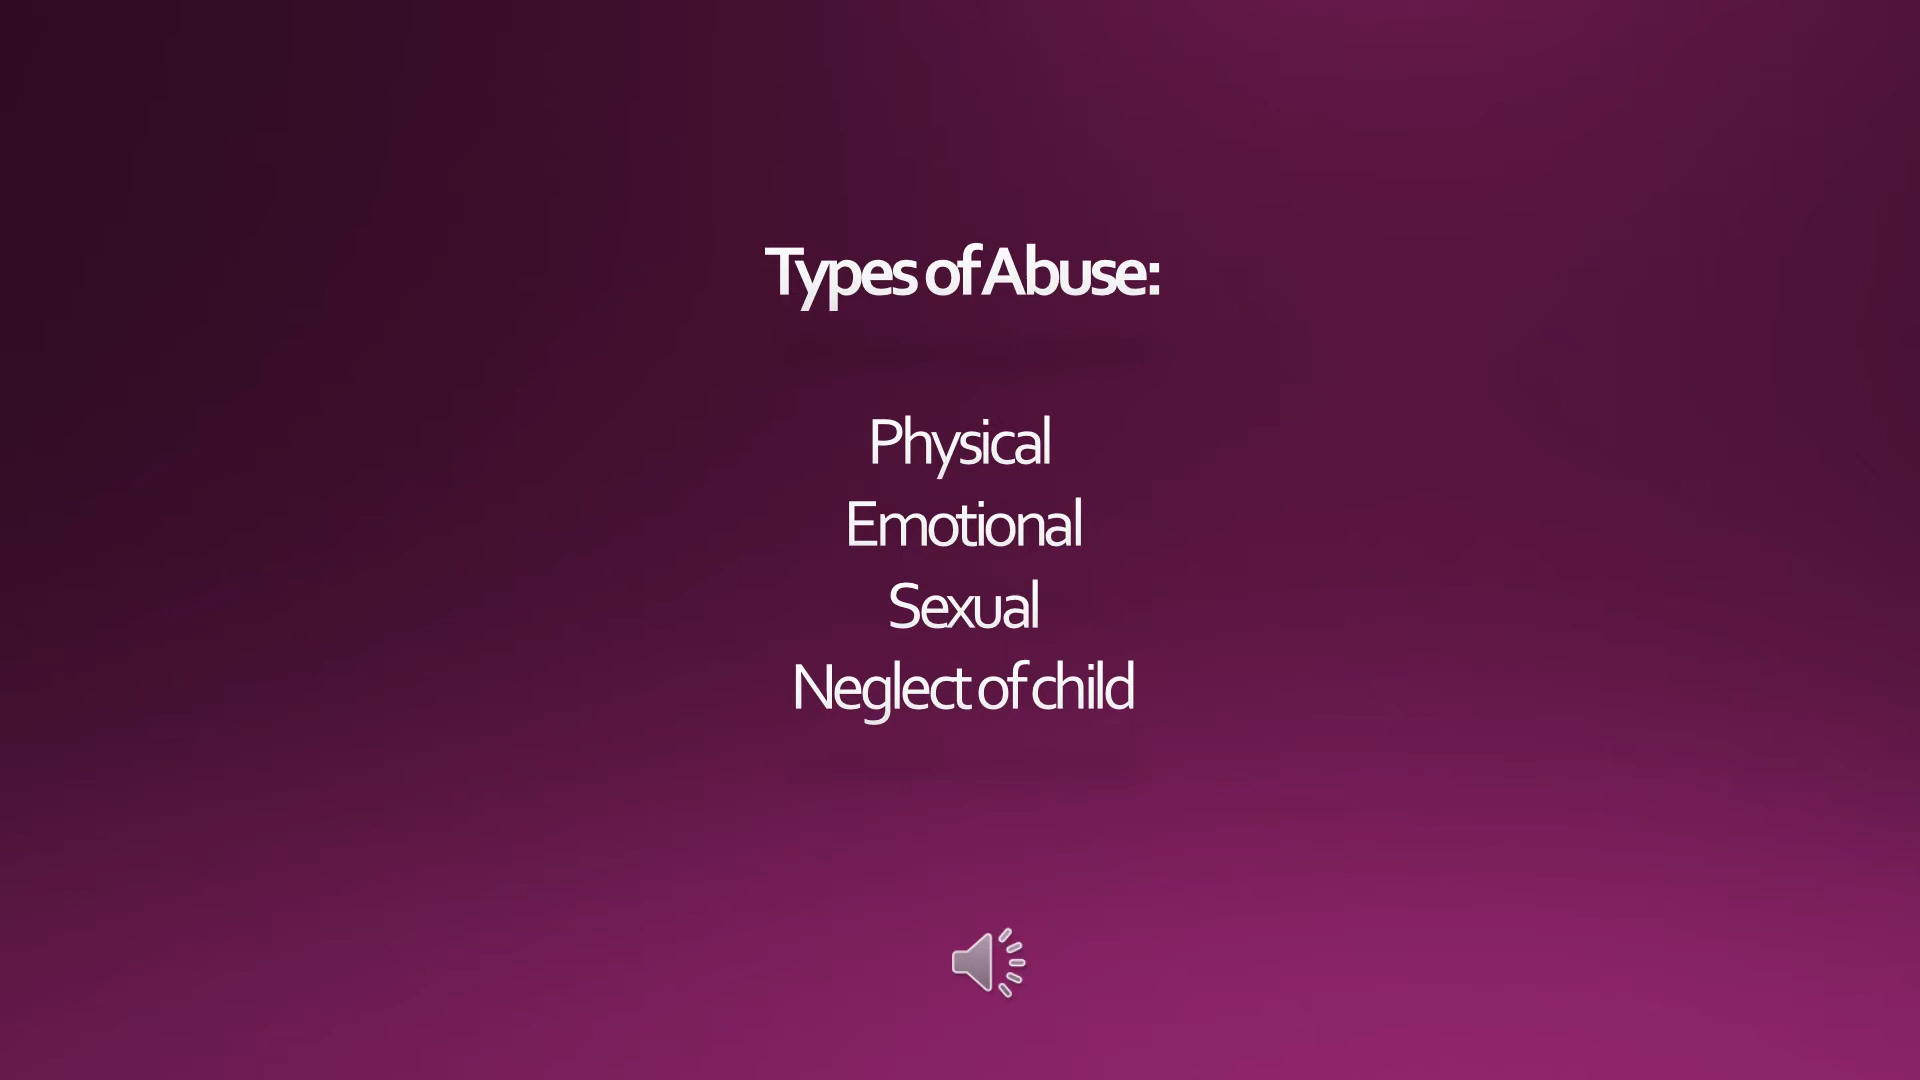 Types of Abuse:
Physical
Emotional
Sexual
Neglect of child